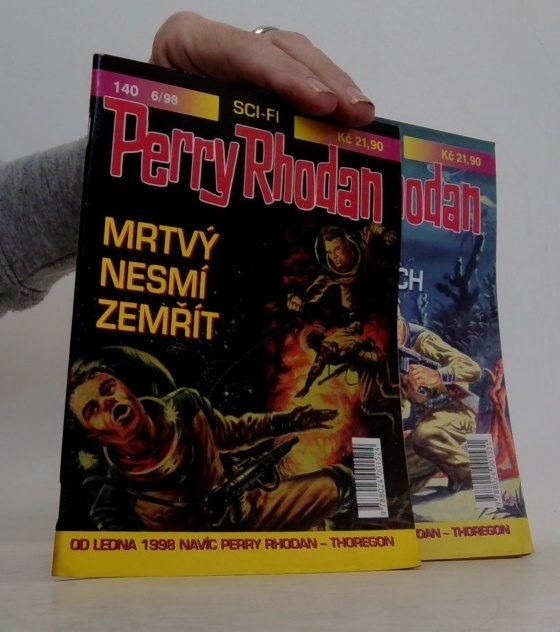 140 6/98
SCI-FI
Kč 21,90
Perry Rhodan
MRTVÝ
NESMÍ
ZEMŘÍT
OD LEDNA 1998 NAVÍC PERRY RHODAN – THOREGON
Kč 21,90
odan
CH
DAN – THOREGON